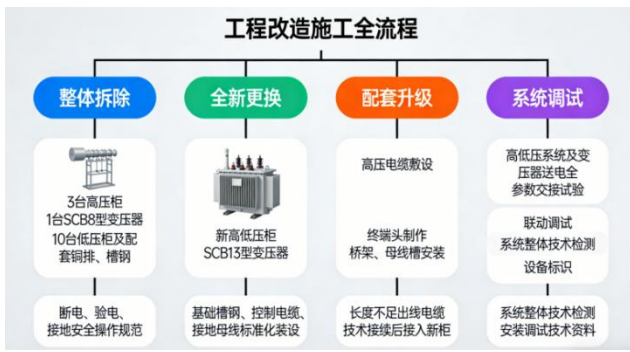 工程改造施工全流程
整体拆除
3台高压柜
1台SCB8型变压器
10台低压柜及配
套铜排、槽钢
断电、验电、
接地安全操作规范
全新更换
新高低压柜
SCB13型变压器
基础槽钢、控制电缆、
接地母线标准化装设
配套升级
高压电缆敷设
终端头制作
桥架、母线槽安装
长度不足出线电缆
技术接续后接入新柜
系统调试
高低压系统及变
压器送电全
参数交接试验
联动调试
系统整体技术检测
设备标识
系统整体技术检测
安装调试技术资料